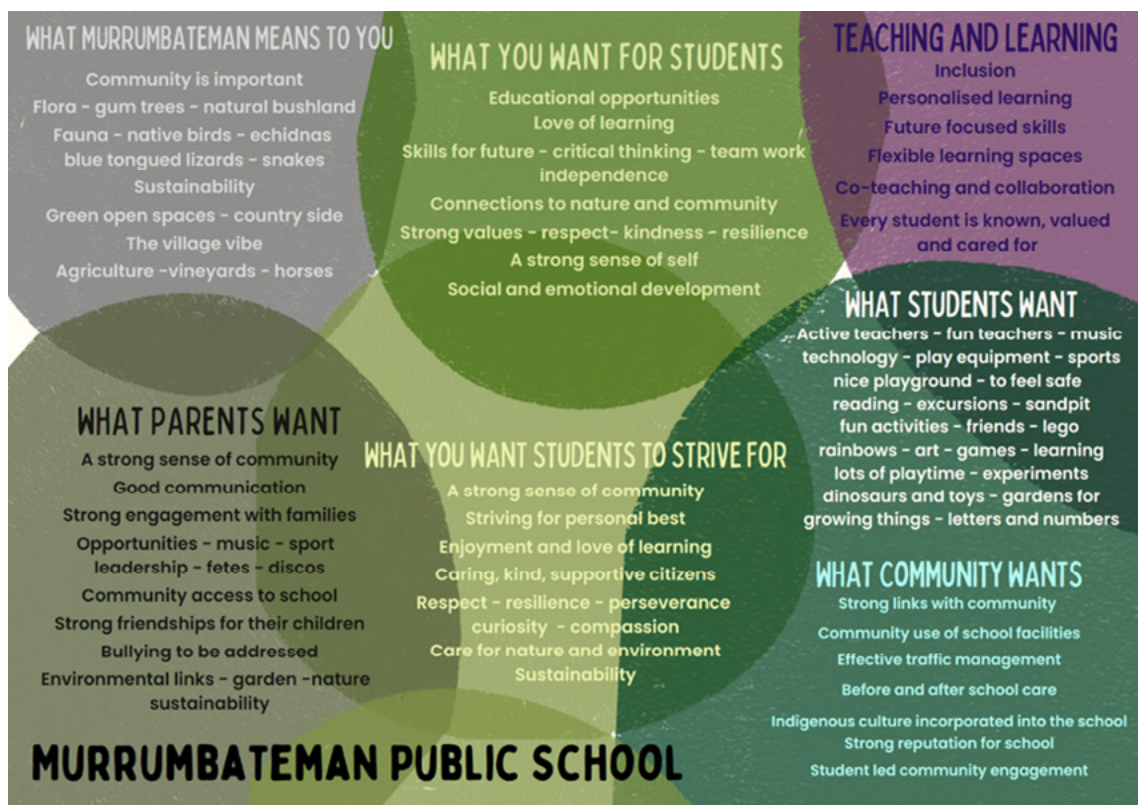 WHAT MURRUMBATEMAN MEANS TO YOU
Community is important
Flora - gum trees - natural bushland
Fauna - native birds - echidnas
blue tongued lizards - snakes
Sustainability
Green open spaces - country side
The village vibe
Agriculture -vineyards - horses
WHAT YOU WANT FOR STUDENTS
Educational opportunities
Love of learning
Skills for future - critical thinking - team work
independence
Connections to nature and community
Strong values - respect- kindness - resilience
A strong sense of self
Social and emotional development
TEACHING AND LEARNING
Inclusion
Personalised learning
Future focused skills
Flexible learning spaces
Co-teaching and collaboration
Every student is known, valued
and cared for
WHAT STUDENTS WANT
Active teachers - fun teachers - music
technology - play equipment - sports
nice playground - to feel safe
reading - excursions - sandpit
fun activities - friends - lego
rainbows - art - games - learning
lots of playtime - experiments
dinosaurs and toys - gardens for
growing things - letters and numbers
WHAT PARENTS WANT
A strong sense of community
Good communication
Strong engagement with families
Opportunities - music - sport
leadership - fetes - discos
Community access to school
Strong friendships for their children
Bullying to be addressed
Environmental links - garden -nature
sustainability
WHAT YOU WANT STUDENTS TO STRIVE FOR
A strong sense of community
Striving for personal best
Enjoyment and love of learning
Caring, kind, supportive citizens
Respect - resilience - perseverance
curiosity - compassion
Care for nature and environment
Sustainability
WHAT COMMUNITY WANTS
Strong links with community
Community use of school facilities
Effective traffic management
Before and after school care
Indigenous culture incorporated into the school
Strong reputation for school
Student led community engagement
MURRUMBATEMAN PUBLIC SCHOOL